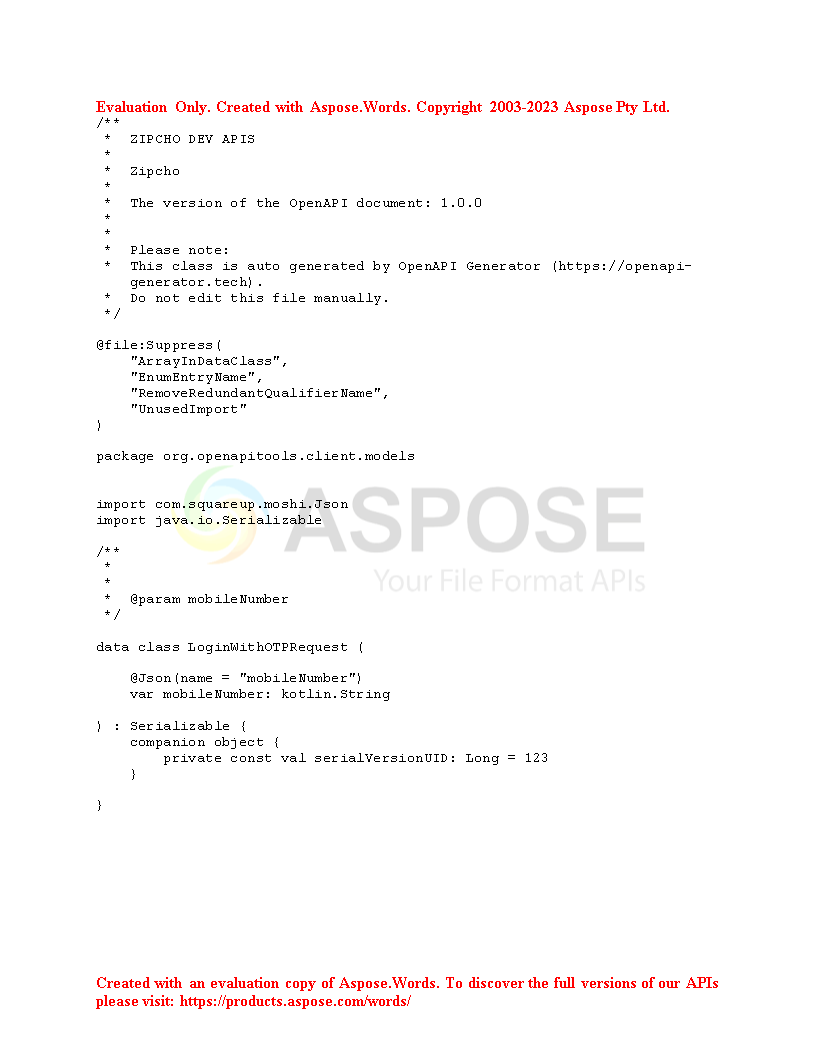 Evaluation Only. Created with Aspose.Words. Copyright 2003-2023 Aspose Pty Ltd.
/**
 *  ZIPCHO DEV APIS
 *
 *  Zipcho
 *
 *  The version of the OpenAPI document: 1.0.0
 *
 *
 *  Please note:
 *  This class is auto generated by OpenAPI Generator (https://openapi-
    generator.tech).
 *  Do not edit this file manually.
 */
@file:Suppress(
    "ArrayInDataClass",
    "EnumEntryName",
    "RemoveRedundantQualifierName",
    "UnusedImport"
)
package org.openapitools.client.models
import com.squareup.moshi.Json
import java.io.Serializable
ASPOSE
Your File Format APIs
/**
 *
 *
 *  @param mobileNumber
 */
data class LoginWithOTPRequest (
    @Json(name = "mobileNumber")
    var mobileNumber: kotlin.String
) : Serializable {
    companion object {
        private const val serialVersionUID: Long = 123
    }
}
Created with an evaluation copy of Aspose.Words. To discover the full versions of our APIs
please visit: https://products.aspose.com/words/